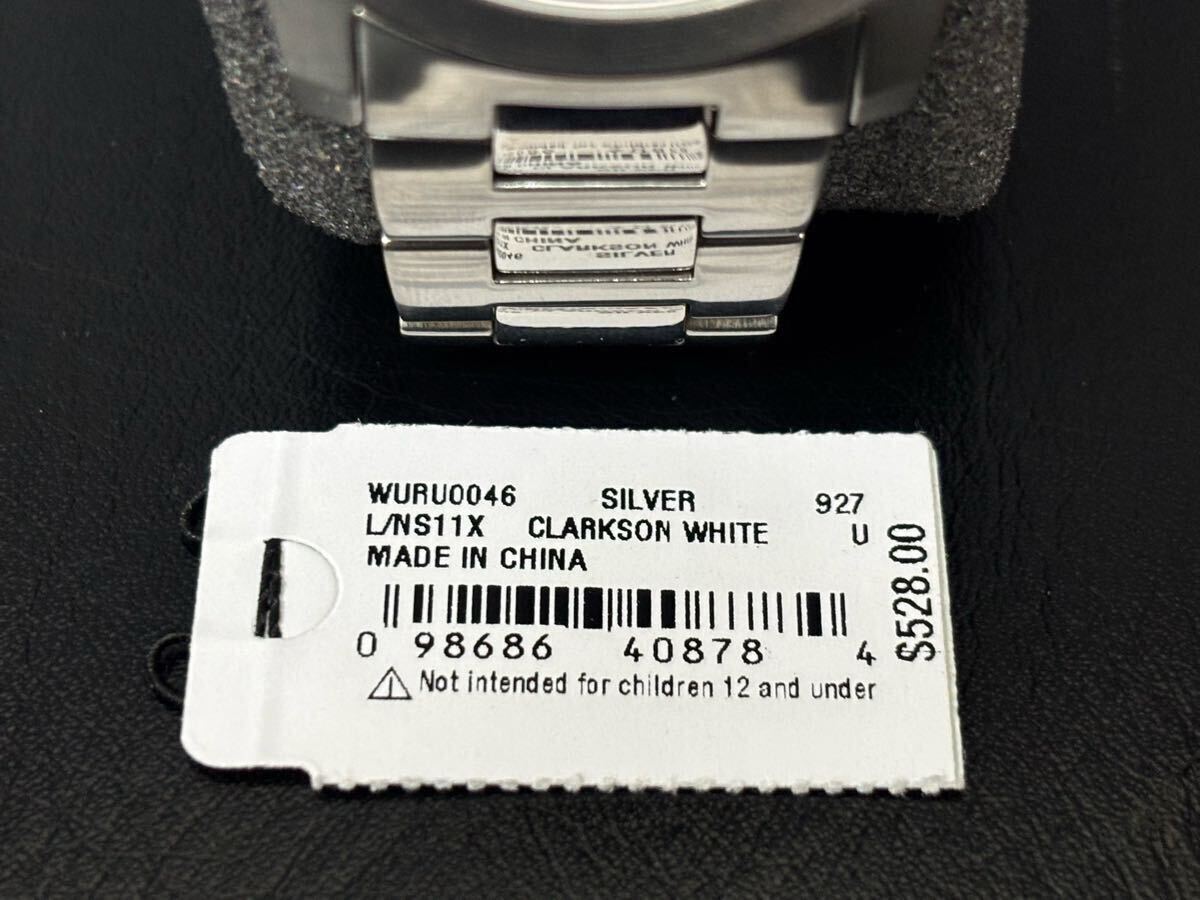 WURU0046 SILVER 927
L/NS11X CLARKSON WHITE U
MADE IN CHINA
$528.00
0 98686 40878 4
Not intended for children 12 and under